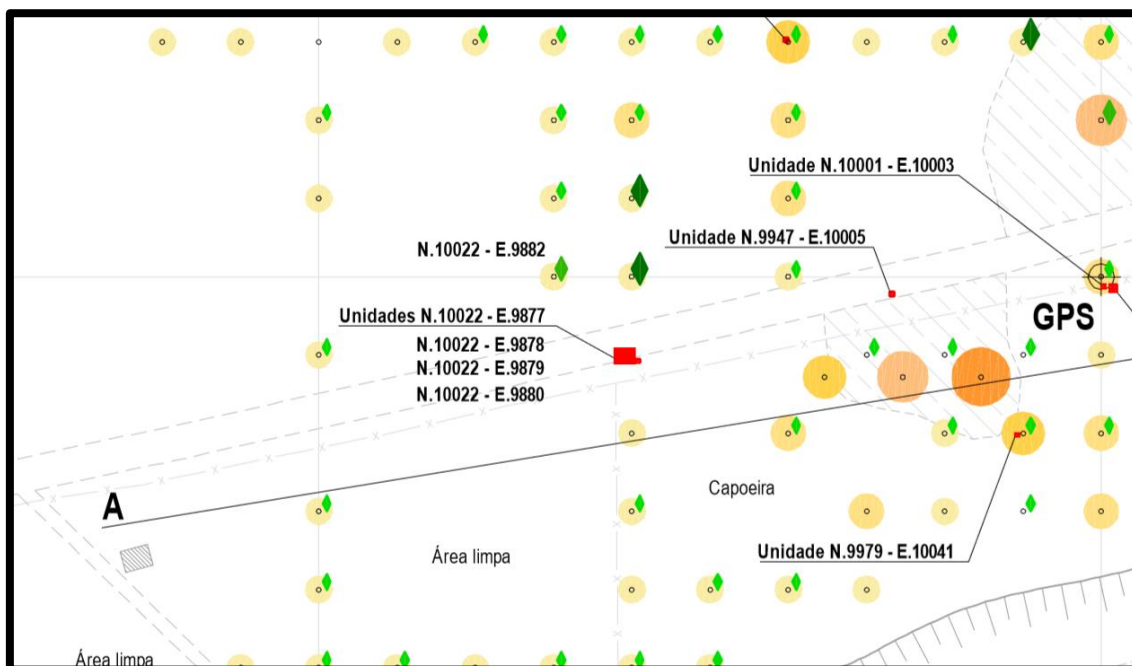 Unidade N.10001 - E.10003
Unidade N.9947 - E.10005
N.10022 - E.9882
Unidades N.10022 - E.9877
N.10022 - E.9878
N.10022 - E.9879
N.10022 - E.9880
GPS
A
Capoeira
Área limpa
Unidade N.9979 - E.10041
Área limpa